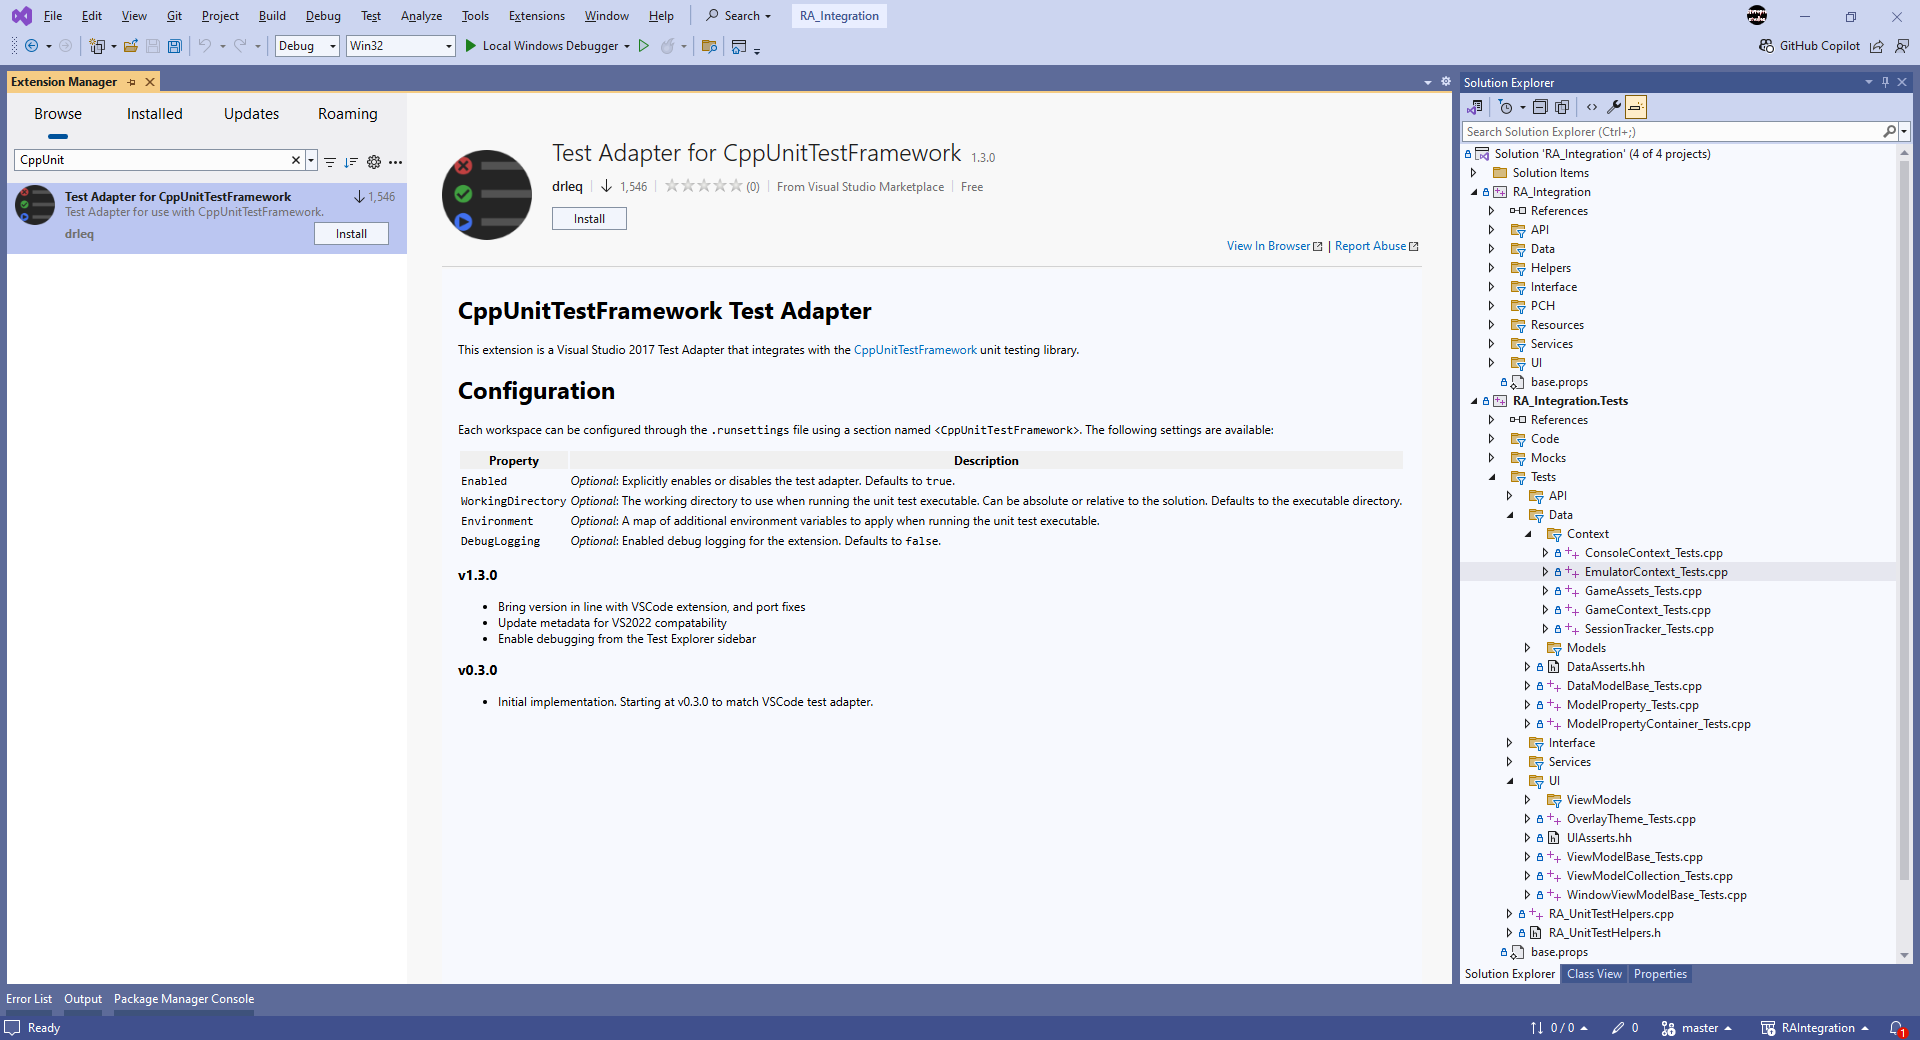 File Edit View Git Project Build Debug Test Analyze Tools Extensions Window Help Search RA_Integration
Debug Win32 Local Windows Debugger GitHub Copilot
Extension Manager
Browse Installed Updates Roaming
CppUnit
Test Adapter for CppUnitTestFramework 1,546
Test Adapter for use with CppUnitTestFramework.
drleq Install
Test Adapter for CppUnitTestFramework 1.3.0
drleq 1,546 (0) From Visual Studio Marketplace Free
Install
View In Browser | Report Abuse
CppUnitTestFramework Test Adapter
This extension is a Visual Studio 2017 Test Adapter that integrates with the CppUnitTestFramework unit testing library.
Configuration
Each workspace can be configured through the .runsettings file using a section named <CppUnitTestFramework>. The following settings are available:
Property Description
Enabled Optional: Explicitly enables or disables the test adapter. Defaults to true.
WorkingDirectory Optional: The working directory to use when running the unit test executable. Can be absolute or relative to the solution. Defaults to the executable directory.
Environment Optional: A map of additional environment variables to apply when running the unit test executable.
DebugLogging Optional: Enabled debug logging for the extension. Defaults to false.
v1.3.0
• Bring version in line with VSCode extension, and port fixes
• Update metadata for VS2022 compatability
• Enable debugging from the Test Explorer sidebar
v0.3.0
• Initial implementation. Starting at v0.3.0 to match VSCode test adapter.
Solution Explorer
Search Solution Explorer (Ctrl+;)
Solution 'RA_Integration' (4 of 4 projects)
Solution Items
RA_Integration
References
API
Data
Helpers
Interface
PCH
Resources
Services
UI
base.props
RA_Integration.Tests
References
Code
Mocks
Tests
API
Data
Context
ConsoleContext_Tests.cpp
EmulatorContext_Tests.cpp
GameAssets_Tests.cpp
GameContext_Tests.cpp
SessionTracker_Tests.cpp
Models
DataAsserts.hh
DataModelBase_Tests.cpp
ModelProperty_Tests.cpp
ModelPropertyContainer_Tests.cpp
Interface
Services
UI
ViewModels
OverlayTheme_Tests.cpp
UIAsserts.hh
ViewModelBase_Tests.cpp
ViewModelCollection_Tests.cpp
WindowViewModelBase_Tests.cpp
RA_UnitTestHelpers.cpp
RA_UnitTestHelpers.h
base.props
Solution Explorer Class View Properties
Error List Output Package Manager Console
Ready 0 / 0 0 master RAIntegration 1